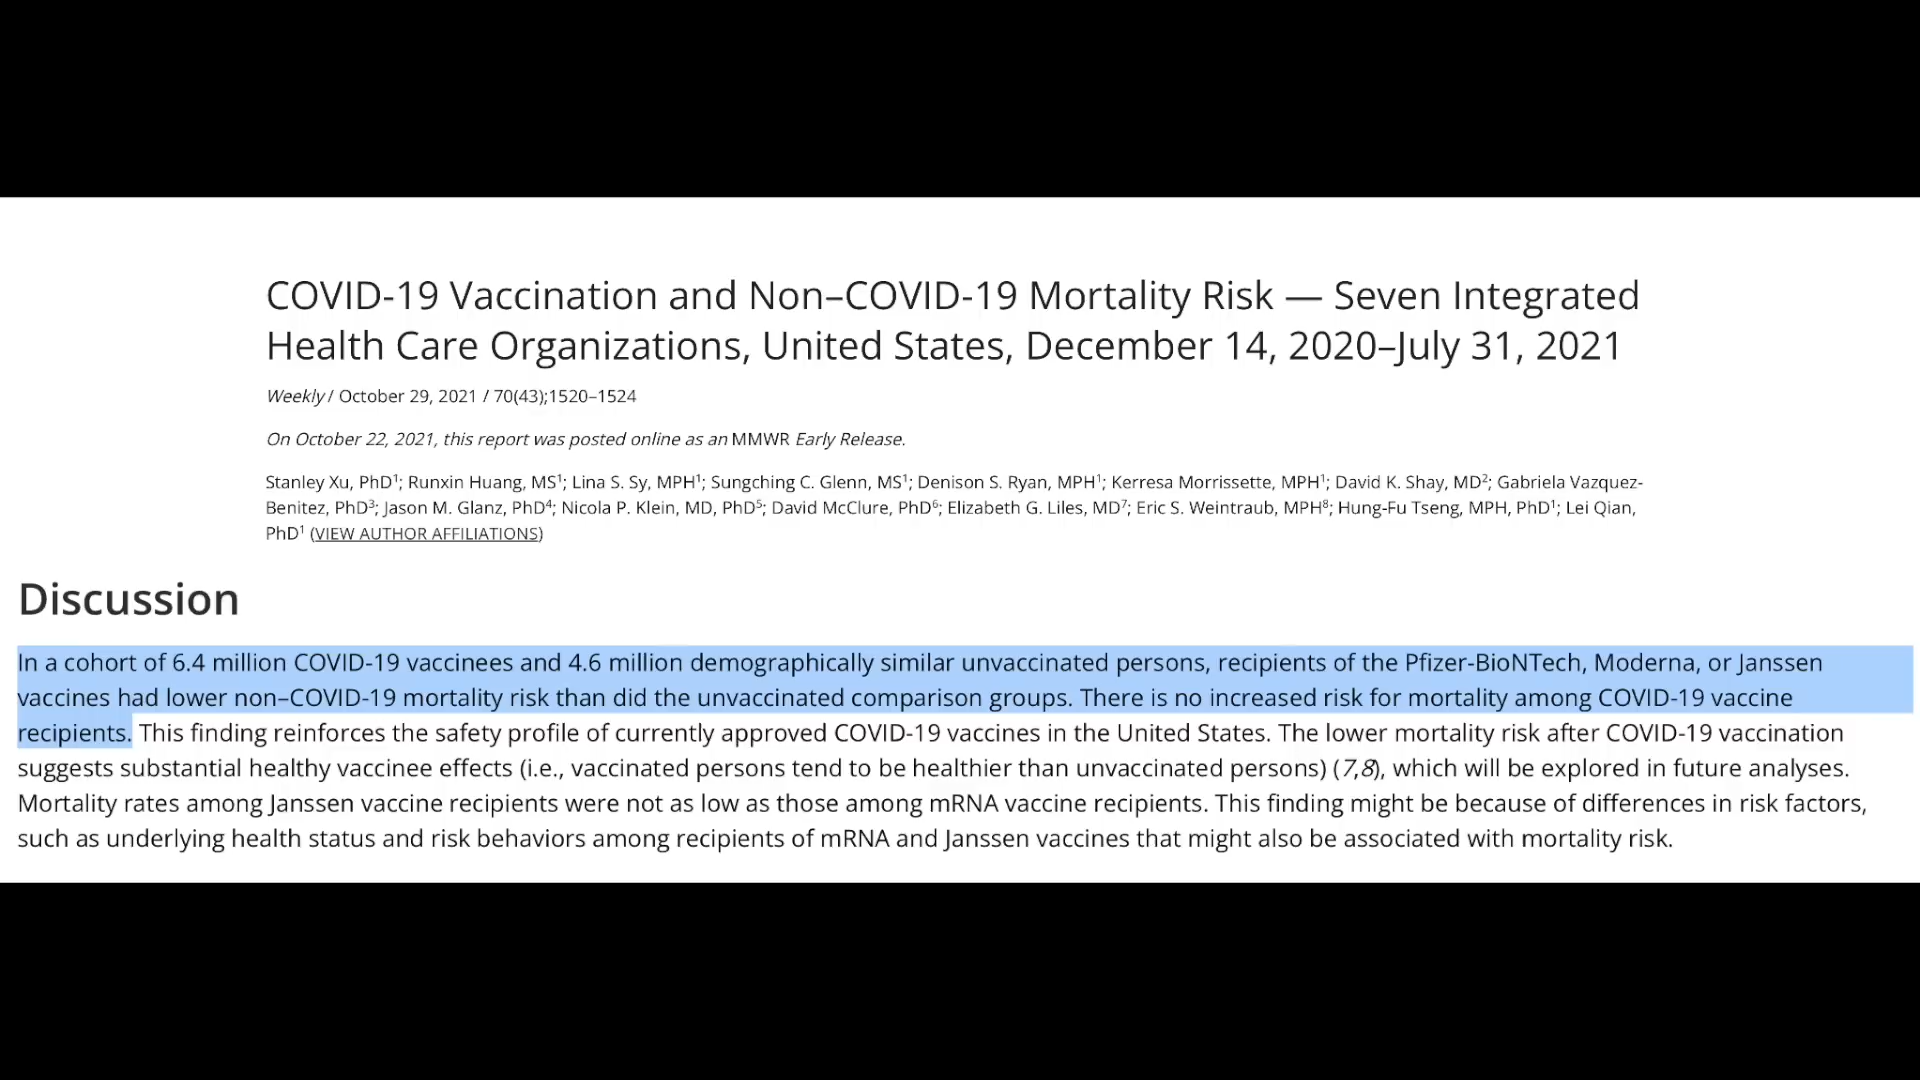 COVID-19 Vaccination and Non–COVID-19 Mortality Risk — Seven Integrated
Health Care Organizations, United States, December 14, 2020–July 31, 2021
Weekly / October 29, 2021 / 70(43);1520–1524
On October 22, 2021, this report was posted online as an MMWR Early Release.
Stanley Xu, PhD¹; Runxin Huang, MS¹; Lina S. Sy, MPH¹; Sungching C. Glenn, MS¹; Denison S. Ryan, MPH¹; Kerresa Morrissette, MPH¹; David K. Shay, MD²; Gabriela Vazquez-
Benitez, PhD³; Jason M. Glanz, PhD⁴; Nicola P. Klein, MD, PhD⁵; David McClure, PhD⁶; Elizabeth G. Liles, MD⁷; Eric S. Weintraub, MPH⁸; Hung-Fu Tseng, MPH, PhD¹; Lei Qian,
PhD¹ (VIEW AUTHOR AFFILIATIONS)
Discussion
In a cohort of 6.4 million COVID-19 vaccinees and 4.6 million demographically similar unvaccinated persons, recipients of the Pfizer-BioNTech, Moderna, or Janssen
vaccines had lower non–COVID-19 mortality risk than did the unvaccinated comparison groups. There is no increased risk for mortality among COVID-19 vaccine
recipients. This finding reinforces the safety profile of currently approved COVID-19 vaccines in the United States. The lower mortality risk after COVID-19 vaccination
suggests substantial healthy vaccinee effects (i.e., vaccinated persons tend to be healthier than unvaccinated persons) (7,8), which will be explored in future analyses.
Mortality rates among Janssen vaccine recipients were not as low as those among mRNA vaccine recipients. This finding might be because of differences in risk factors,
such as underlying health status and risk behaviors among recipients of mRNA and Janssen vaccines that might also be associated with mortality risk.